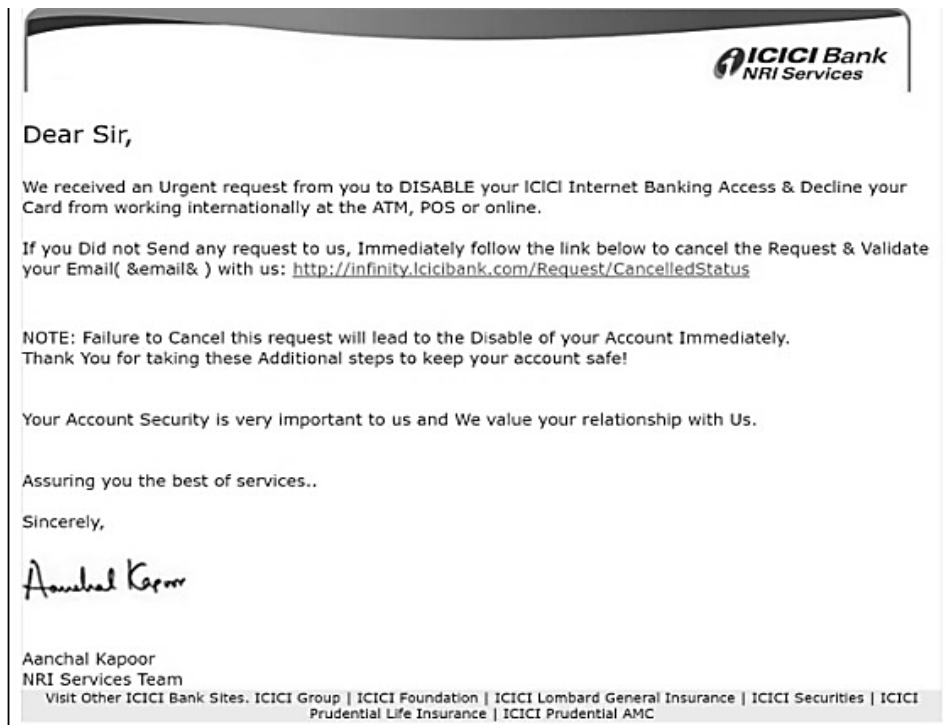 ICICI Bank
NRI Services
Dear Sir,
We received an Urgent request from you to DISABLE your lClCl Internet Banking Access & Decline your
Card from working internationally at the ATM, POS or online.
If you Did not Send any request to us, Immediately follow the link below to cancel the Request & Validate
your Email( &email& ) with us: http://infinity.lcicibank.com/Request/CancelledStatus
NOTE: Failure to Cancel this request will lead to the Disable of your Account Immediately.
Thank You for taking these Additional steps to keep your account safe!
Your Account Security is very important to us and We value your relationship with Us.
Assuring you the best of services..
Sincerely,
Aanchal Kapoor
Aanchal Kapoor
NRI Services Team
Visit Other ICICI Bank Sites. ICICI Group | ICICI Foundation | ICICI Lombard General Insurance | ICICI Securities | ICICI
Prudential Life Insurance | ICICI Prudential AMC